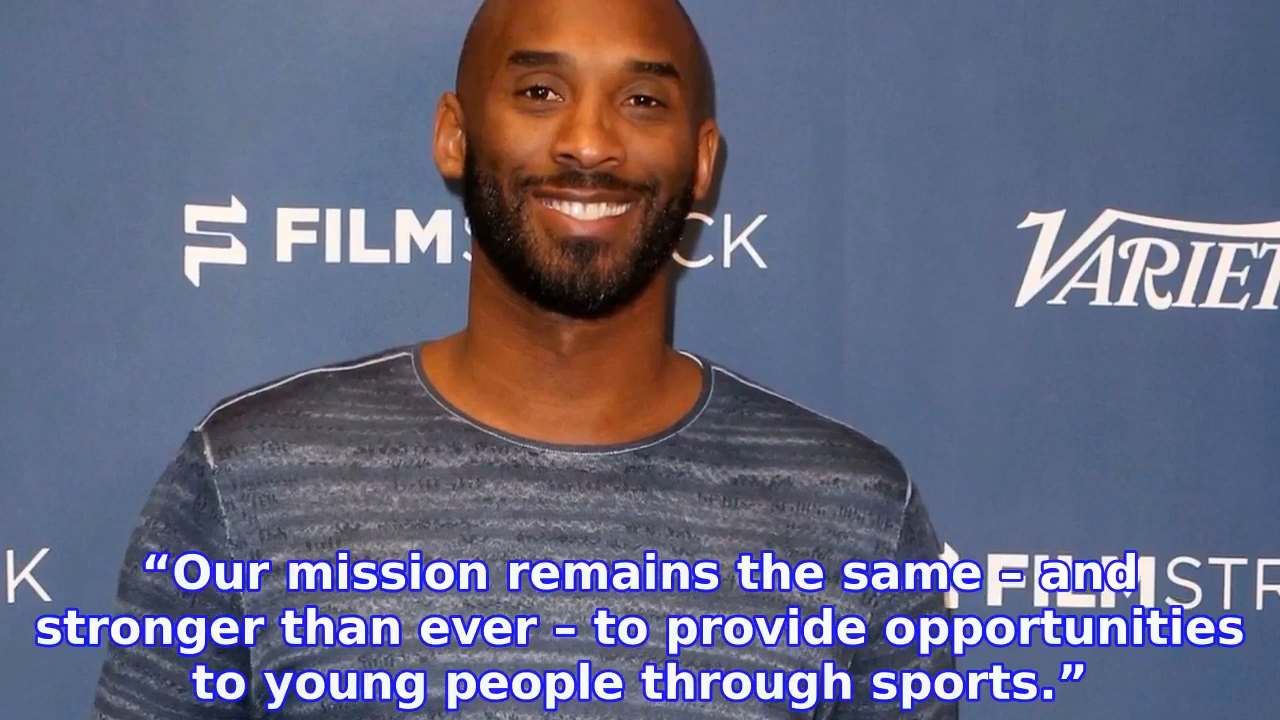 FILMS CK
VARIET
K
FILMSTR
“Our mission remains the same – and
stronger than ever – to provide opportunities
to young people through sports.”